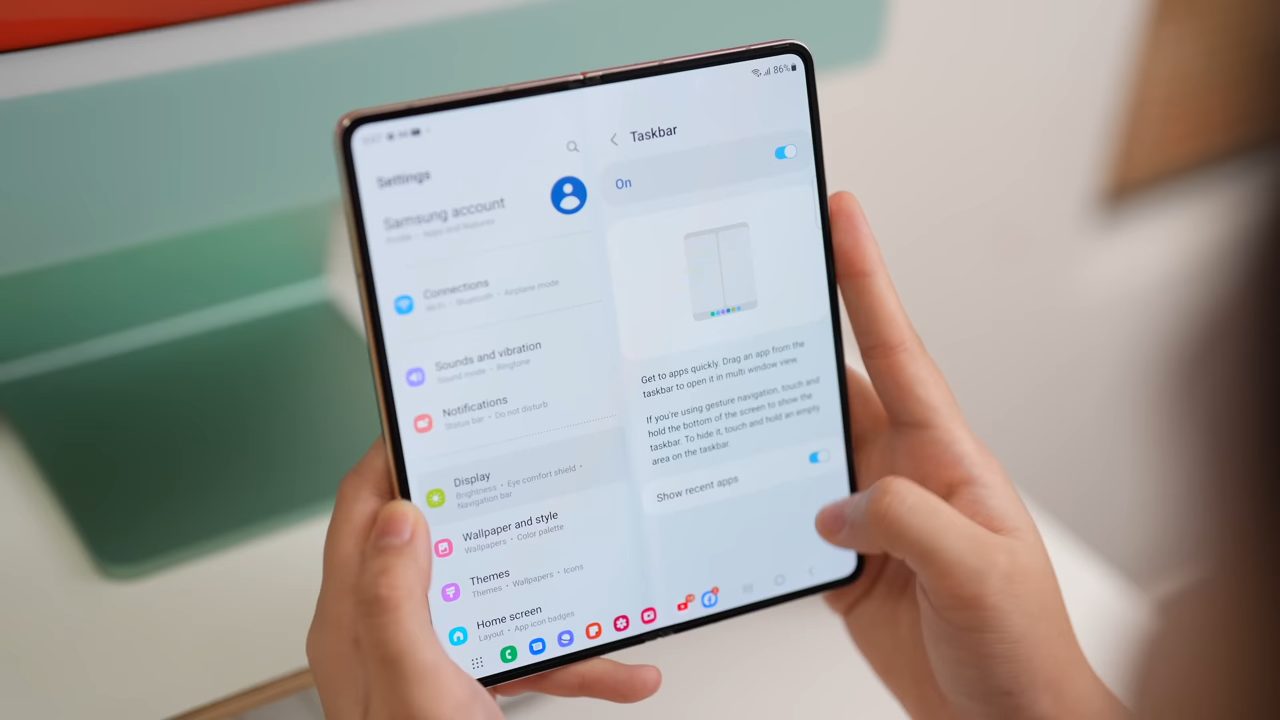 86%
Settings
Samsung account
Profile • Apps and features
Connections
Wi-Fi • Bluetooth • Airplane mode
Sounds and vibration
Sound mode • Ringtone
Notifications
Status bar • Do not disturb
Display
Brightness • Eye comfort shield •
Navigation bar
Wallpaper and style
Wallpapers • Color palette
Themes
Themes • Wallpapers • Icons
Home screen
Layout • App icon badges
Taskbar
On
Get to apps quickly. Drag an app from the
taskbar to open it in multi window view.
If you're using gesture navigation, touch and
hold the bottom of the screen to show the
taskbar. To hide it, touch and hold an empty
area on the taskbar.
Show recent apps